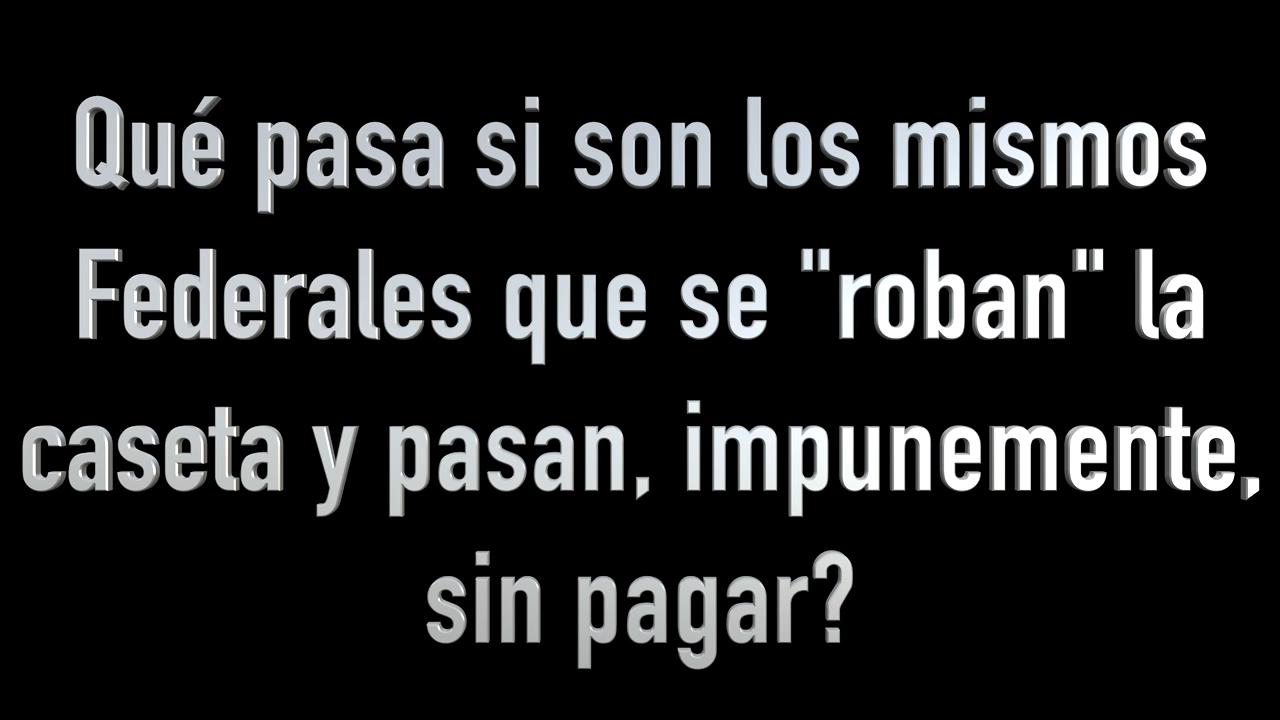 Qué pasa si son los mismos
Federales que se "roban" la
caseta y pasan, impunemente,
sin pagar?